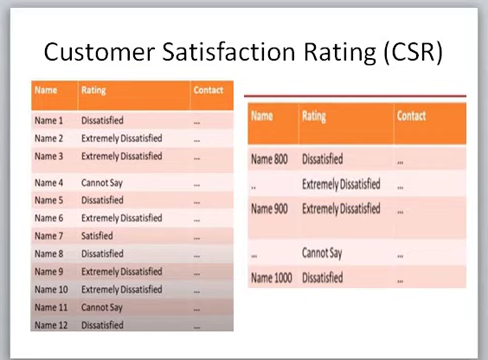 Customer Satisfaction Rating (CSR)
Name Rating Contact
Name 1 Dissatisfied ...
Name 2 Extremely Dissatisfied ...
Name 3 Extremely Dissatisfied ...
Name 4 Cannot Say ...
Name 5 Dissatisfied ...
Name 6 Extremely Dissatisfied ...
Name 7 Satisfied ...
Name 8 Dissatisfied ...
Name 9 Extremely Dissatisfied ...
Name 10 Extremely Dissatisfied ...
Name 11 Cannot Say ...
Name 12 Dissatisfied ...
Name Rating Contact
Name 800 Dissatisfied ...
.. Extremely Dissatisfied ...
Name 900 Extremely Dissatisfied ...
... Cannot Say ...
Name 1000 Dissatisfied ...